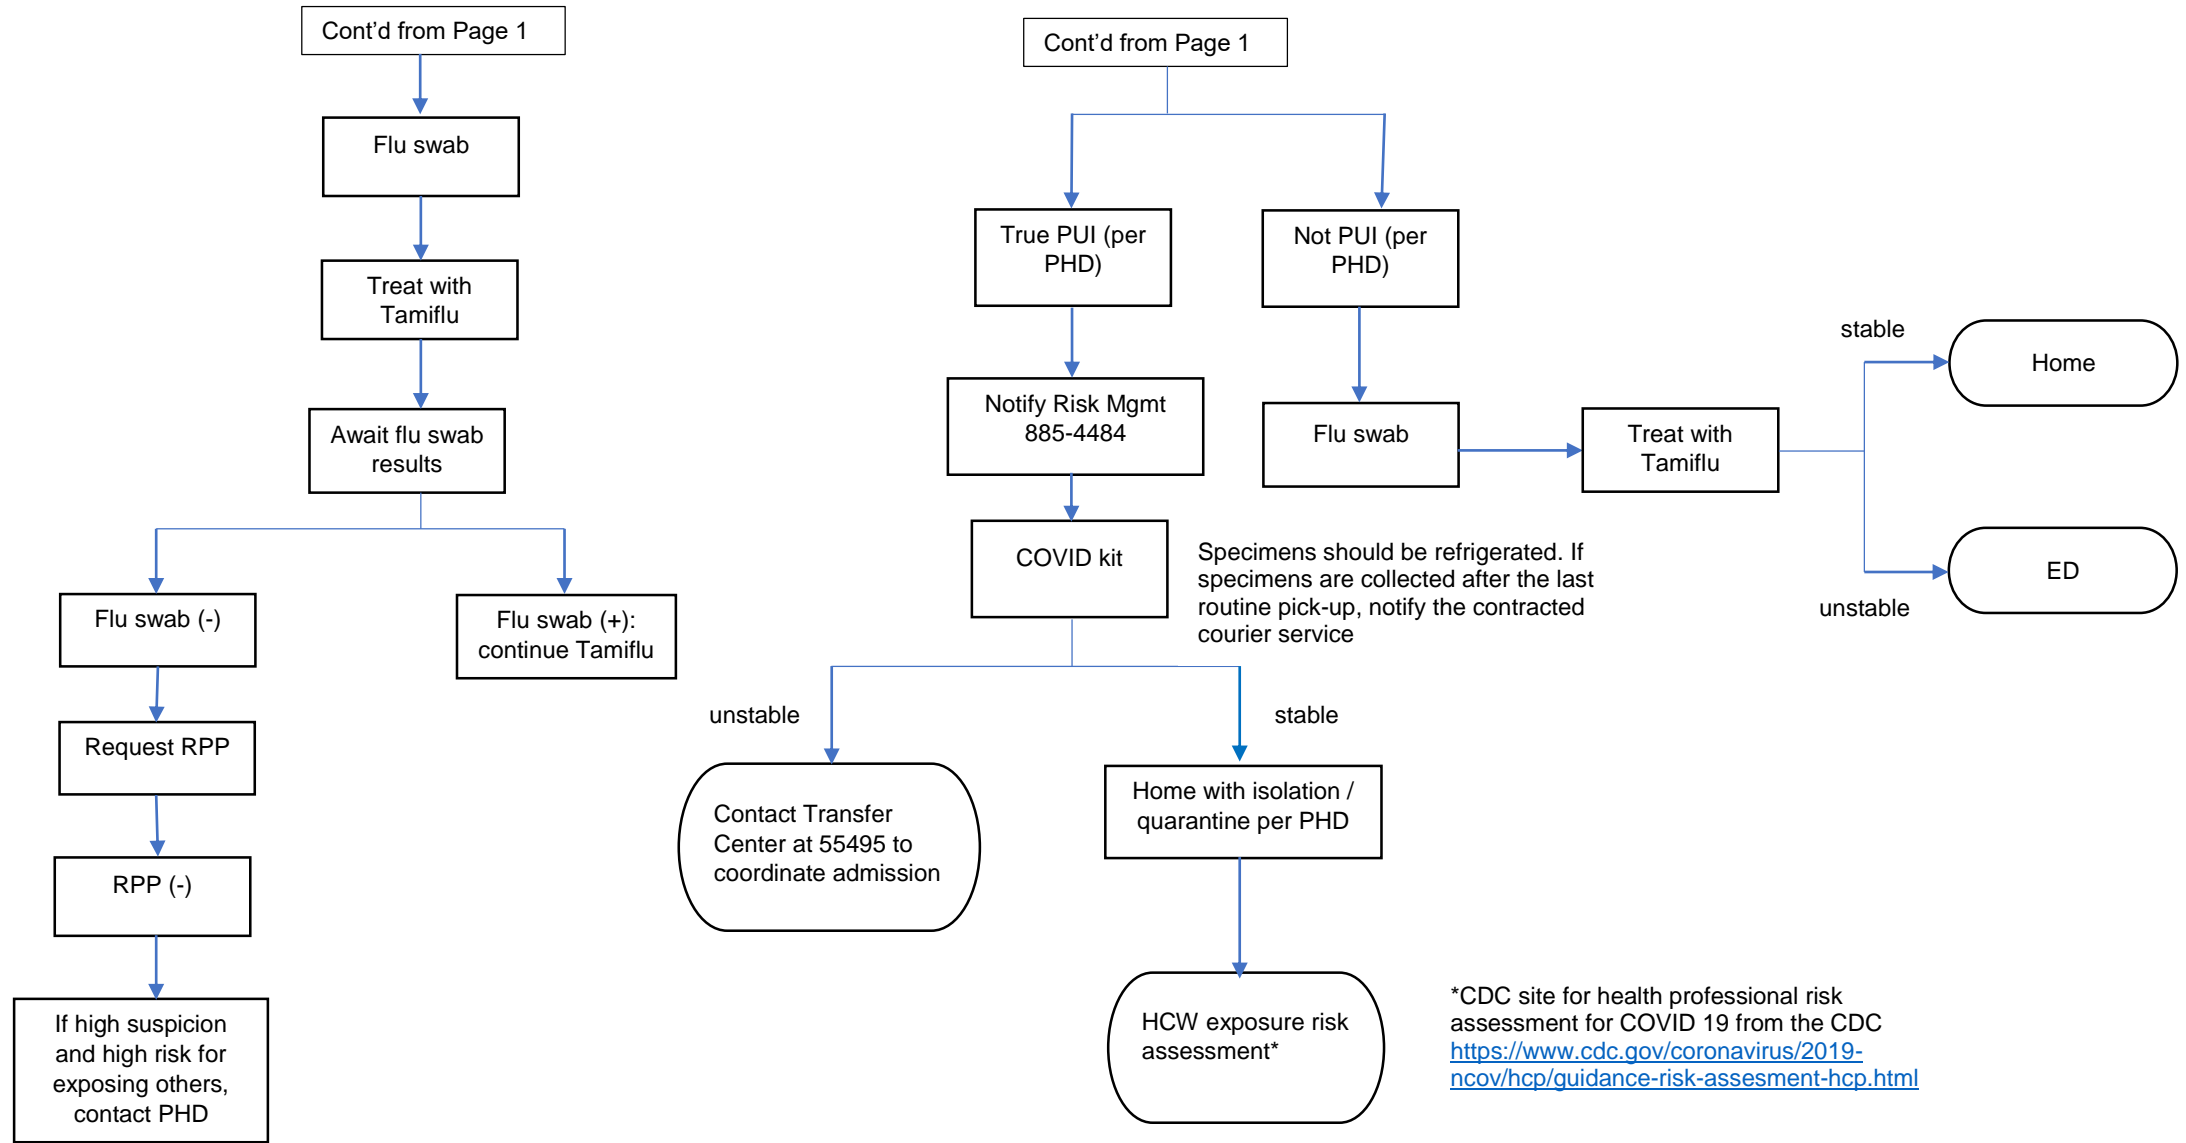 Cont’d from Page 1
Flu swab
Treat with
Tamiflu
Await flu swab
results
Flu swab (-)
Flu swab (+):
continue Tamiflu
Request RPP
RPP (-)
If high suspicion
and high risk for
exposing others,
contact PHD
Cont’d from Page 1
True PUI (per
PHD)
Not PUI (per
PHD)
Notify Risk Mgmt
885-4484
Flu swab
Treat with
Tamiflu
stable
Home
unstable
ED
COVID kit
Specimens should be refrigerated. If
specimens are collected after the last
routine pick-up, notify the contracted
courier service
unstable
stable
Contact Transfer
Center at 55495 to
coordinate admission
Home with isolation /
quarantine per PHD
HCW exposure risk
assessment*
*CDC site for health professional risk
assessment for COVID 19 from the CDC
https://www.cdc.gov/coronavirus/2019-
ncov/hcp/guidance-risk-assesment-hcp.html